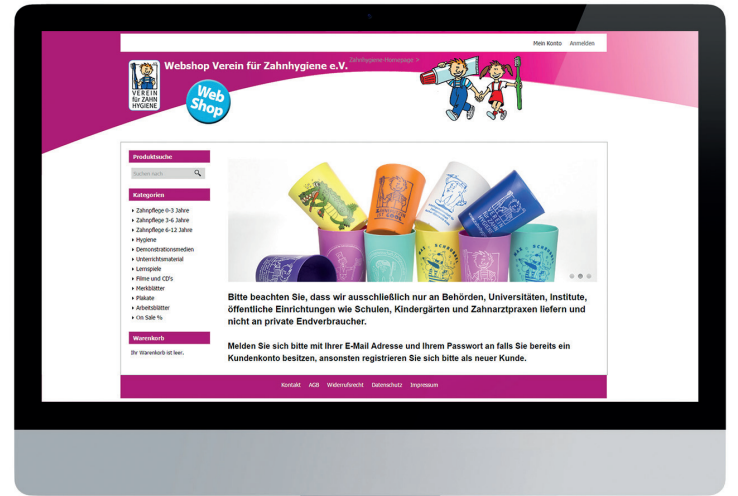 Mein Konto Anmelden
Webshop Verein für Zahnhygiene e.V. Zahnhygiene-Homepage >
VEREIN
für ZAHN
HYGIENE
Web
Shop
Produktsuche
Suchen nach
Kategorien
Zahnpflege 0-3 Jahre
Zahnpflege 3-6 Jahre
Zahnpflege 6-12 Jahre
Hygiene
Demonstrationsmedien
Unterrichtsmaterial
Lernspiele
Filme und CD's
Merkblätter
Plakate
Arbeitsblätter
On Sale %
Warenkorb
Ihr Warenkorb ist leer.
Bitte beachten Sie, dass wir ausschließlich nur an Behörden, Universitäten, Institute,
öffentliche Einrichtungen wie Schulen, Kindergärten und Zahnarztpraxen liefern und
nicht an private Endverbraucher.
Melden Sie sich bitte mit Ihrer E-Mail Adresse und Ihrem Passwort an falls Sie bereits ein
Kundenkonto besitzen, ansonsten registrieren Sie sich bitte als neuer Kunde.
Kontakt AGB Widerrufsrecht Datenschutz Impressum